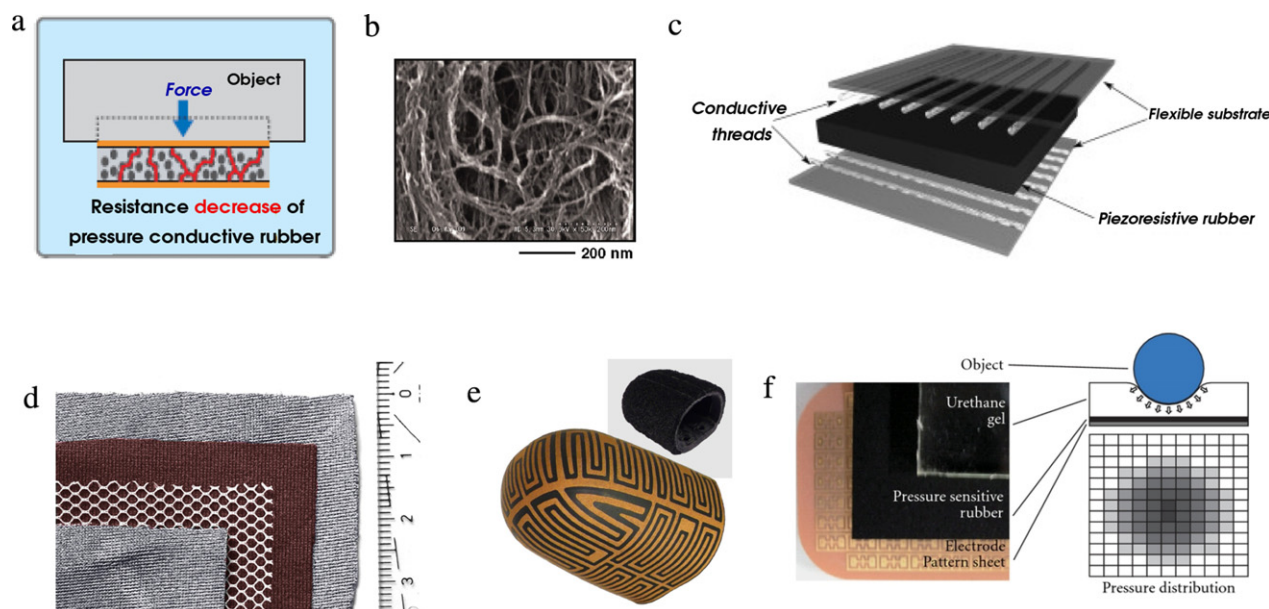 a
Object
Force
Resistance decrease of
pressure conductive rubber
b
200 nm
c
Conductive
threads
Flexible substrate
Piezoresistive rubber
d
0
1
2
3
e
f
Object
Urethane
gel
Pressure sensitive
rubber
Electrode
Pattern sheet
Pressure distribution